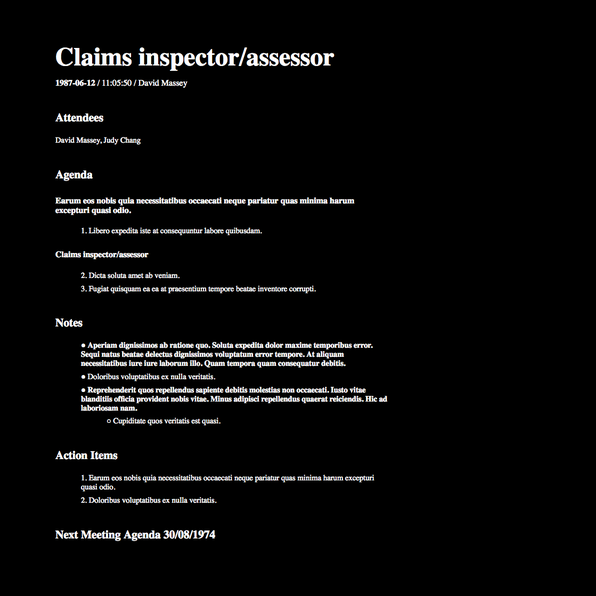 Claims inspector/assessor
1987-06-12 / 11:05:50 / David Massey
Attendees
David Massey, Judy Chang
Agenda
Earum eos nobis quia necessitatibus occaecati neque pariatur quas minima harum
excepturi quasi odio.
1. Libero expedita iste at consequuntur labore quibusdam.
Claims inspector/assessor
2. Dicta soluta amet ab veniam.
3. Fugiat quisquam ea ea at praesentium tempore beatae inventore corrupti.
Notes
● Aperiam dignissimos ab ratione quo. Soluta expedita dolor maxime temporibus error.
Sequi natus beatae delectus dignissimos voluptatum error tempore. At aliquam
necessitatibus iure iure laborum illo. Quam tempora quam consequatur debitis.
● Doloribus voluptatibus ex nulla veritatis.
● Reprehenderit quos repellendus sapiente debitis molestias non occaecati. Iusto vitae
blanditiis officia provident nobis vitae. Minus adipisci repellendus quaerat reiciendis. Hic ad
laboriosam nam.
○ Cupiditate quos veritatis est quasi.
Action Items
1. Earum eos nobis quia necessitatibus occaecati neque pariatur quas minima harum excepturi
quasi odio.
2. Doloribus voluptatibus ex nulla veritatis.
Next Meeting Agenda 30/08/1974